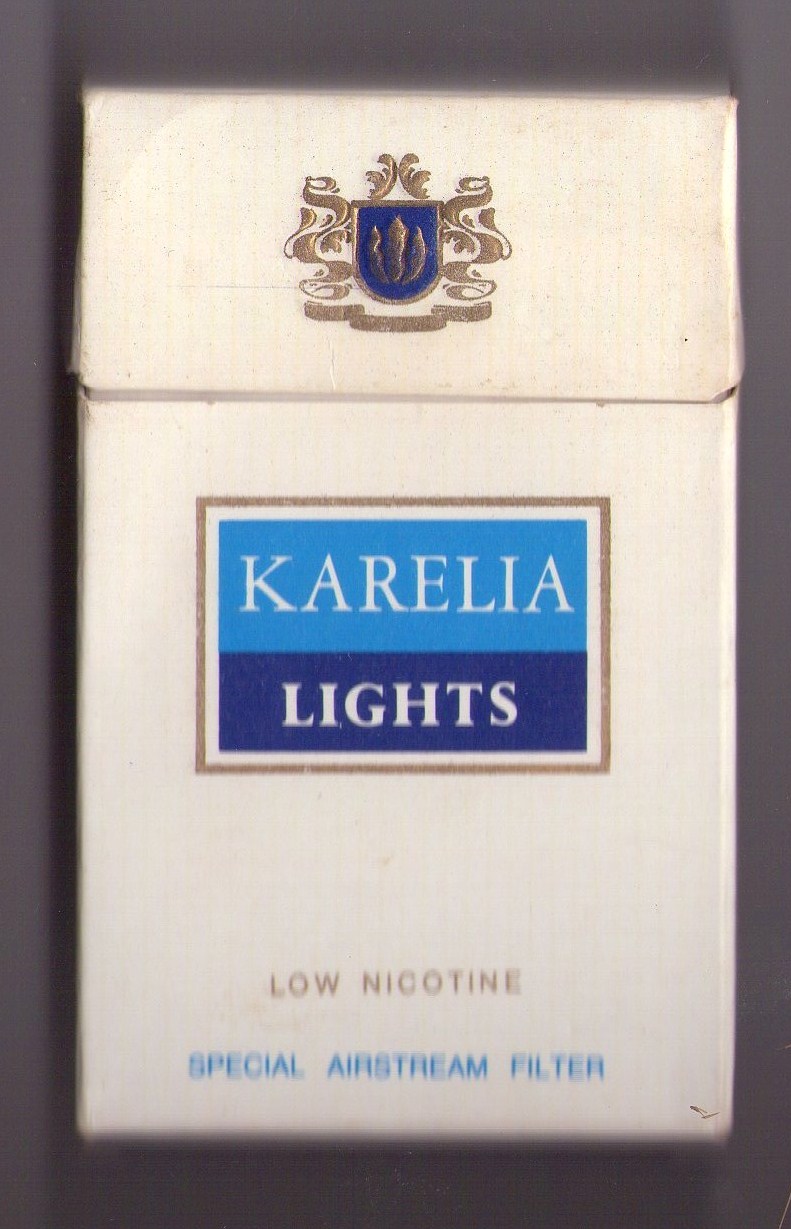 KARELIA
LIGHTS
LOW NICOTINE
SPECIAL AIRSTREAM FILTER